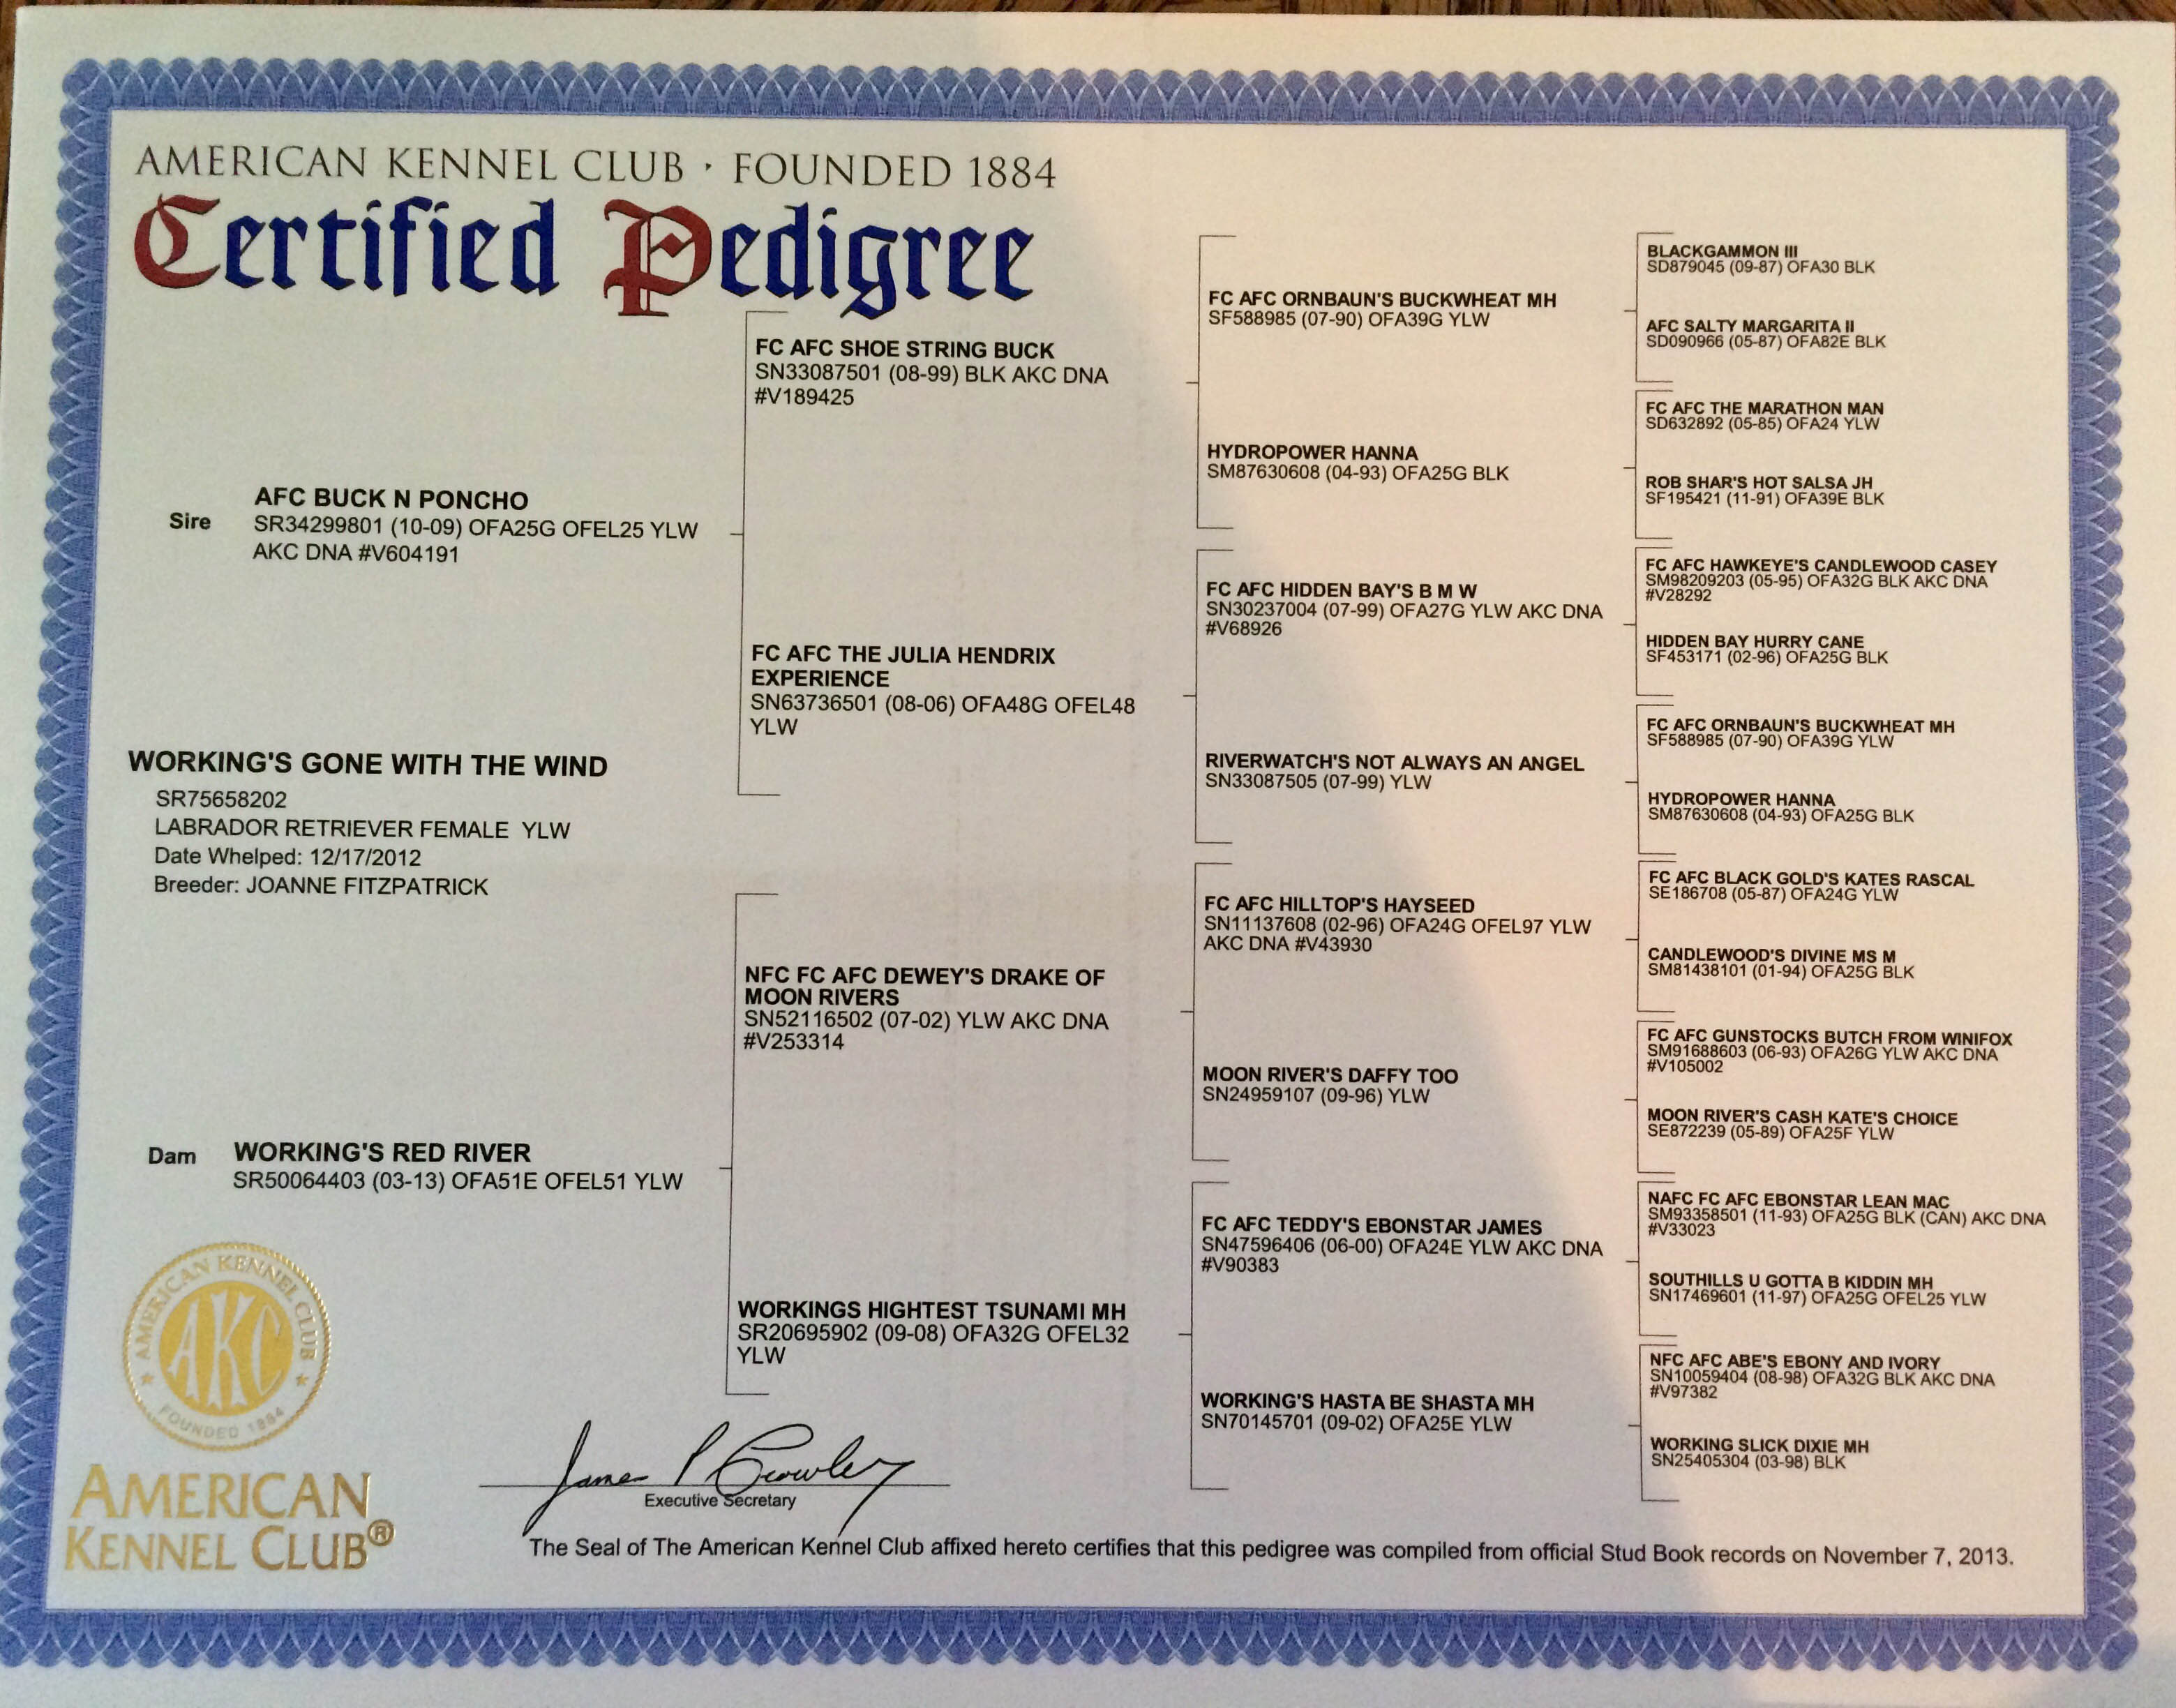 AMERICAN KENNEL CLUB · FOUNDED 1884
Certified Pedigree
Sire
AFC BUCK N PONCHO
SR34299801 (10-09) OFA25G OFEL25 YLW
AKC DNA #V604191
WORKING'S GONE WITH THE WIND
SR75658202
LABRADOR RETRIEVER FEMALE YLW
Date Whelped: 12/17/2012
Breeder: JOANNE FITZPATRICK
Dam
WORKING'S RED RIVER
SR50064403 (03-13) OFA51E OFEL51 YLW
FC AFC SHOE STRING BUCK
SN33087501 (08-99) BLK AKC DNA
#V189425
FC AFC THE JULIA HENDRIX
EXPERIENCE
SN63736501 (08-06) OFA48G OFEL48
YLW
NFC FC AFC DEWEY'S DRAKE OF
MOON RIVERS
SN52116502 (07-02) YLW AKC DNA
#V253314
WORKINGS HIGHTEST TSUNAMI MH
SR20695902 (09-08) OFA32G OFEL32
YLW
FC AFC ORNBAUN'S BUCKWHEAT MH
SF588985 (07-90) OFA39G YLW
HYDROPOWER HANNA
SM87630608 (04-93) OFA25G BLK
FC AFC HIDDEN BAY'S B M W
SN30237004 (07-99) OFA27G YLW AKC DNA
#V68926
RIVERWATCH'S NOT ALWAYS AN ANGEL
SN33087505 (07-99) YLW
FC AFC HILLTOP'S HAYSEED
SN11137608 (02-96) OFA24G OFEL97 YLW
AKC DNA #V43930
MOON RIVER'S DAFFY TOO
SN24959107 (09-96) YLW
FC AFC TEDDY'S EBONSTAR JAMES
SN47596406 (06-00) OFA24E YLW AKC DNA
#V90383
WORKING'S HASTA BE SHASTA MH
SN70145701 (09-02) OFA25E YLW
BLACKGAMMON III
SD879045 (09-87) OFA30 BLK
AFC SALTY MARGARITA II
SD090966 (05-87) OFA82E BLK
FC AFC THE MARATHON MAN
SD632892 (05-85) OFA24 YLW
ROB SHAR'S HOT SALSA JH
SF195421 (11-91) OFA39E BLK
FC AFC HAWKEYE'S CANDLEWOOD CASEY
SM98209203 (05-95) OFA32G BLK AKC DNA
#V28292
HIDDEN BAY HURRY CANE
SF453171 (02-96) OFA25G BLK
FC AFC ORNBAUN'S BUCKWHEAT MH
SF588985 (07-90) OFA39G YLW
HYDROPOWER HANNA
SM87630608 (04-93) OFA25G BLK
FC AFC BLACK GOLD'S KATES RASCAL
SE186708 (05-87) OFA24G YLW
CANDLEWOOD'S DIVINE MS M
SM81438101 (01-94) OFA25G BLK
FC AFC GUNSTOCKS BUTCH FROM WINIFOX
SM91688603 (06-93) OFA26G YLW AKC DNA
#V105002
MOON RIVER'S CASH KATE'S CHOICE
SE872239 (05-89) OFA25F YLW
NAFC FC AFC EBONSTAR LEAN MAC
SM93358501 (11-93) OFA25G BLK (CAN) AKC DNA
#V33023
SOUTHILLS U GOTTA B KIDDIN MH
SN17469601 (11-97) OFA25G OFEL25 YLW
NFC AFC ABE'S EBONY AND IVORY
SN10059404 (08-98) OFA32G BLK AKC DNA
#V97382
WORKING SLICK DIXIE MH
SN25405304 (03-98) BLK
AMERICAN KENNEL CLUB
AKC
FOUNDED 1884
AMERICAN
KENNEL CLUB®
James P Crowley
Executive Secretary
The Seal of The American Kennel Club affixed hereto certifies that this pedigree was compiled from official Stud Book records on November 7, 2013.